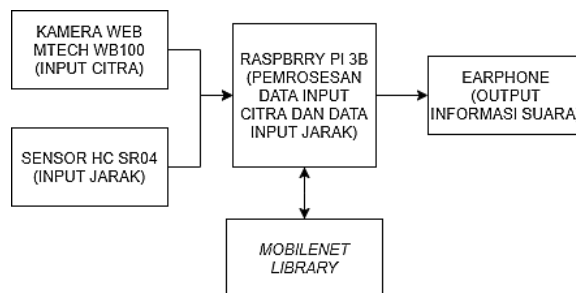 KAMERA WEB
MTECH WB100
(INPUT CITRA)
SENSOR HC SR04
(INPUT JARAK)
RASPBRRY PI 3B
(PEMROSESAN
DATA INPUT
CITRA DAN DATA
INPUT JARAK)
EARPHONE
(OUTPUT
INFORMASI SUARA
MOBILENET
LIBRARY